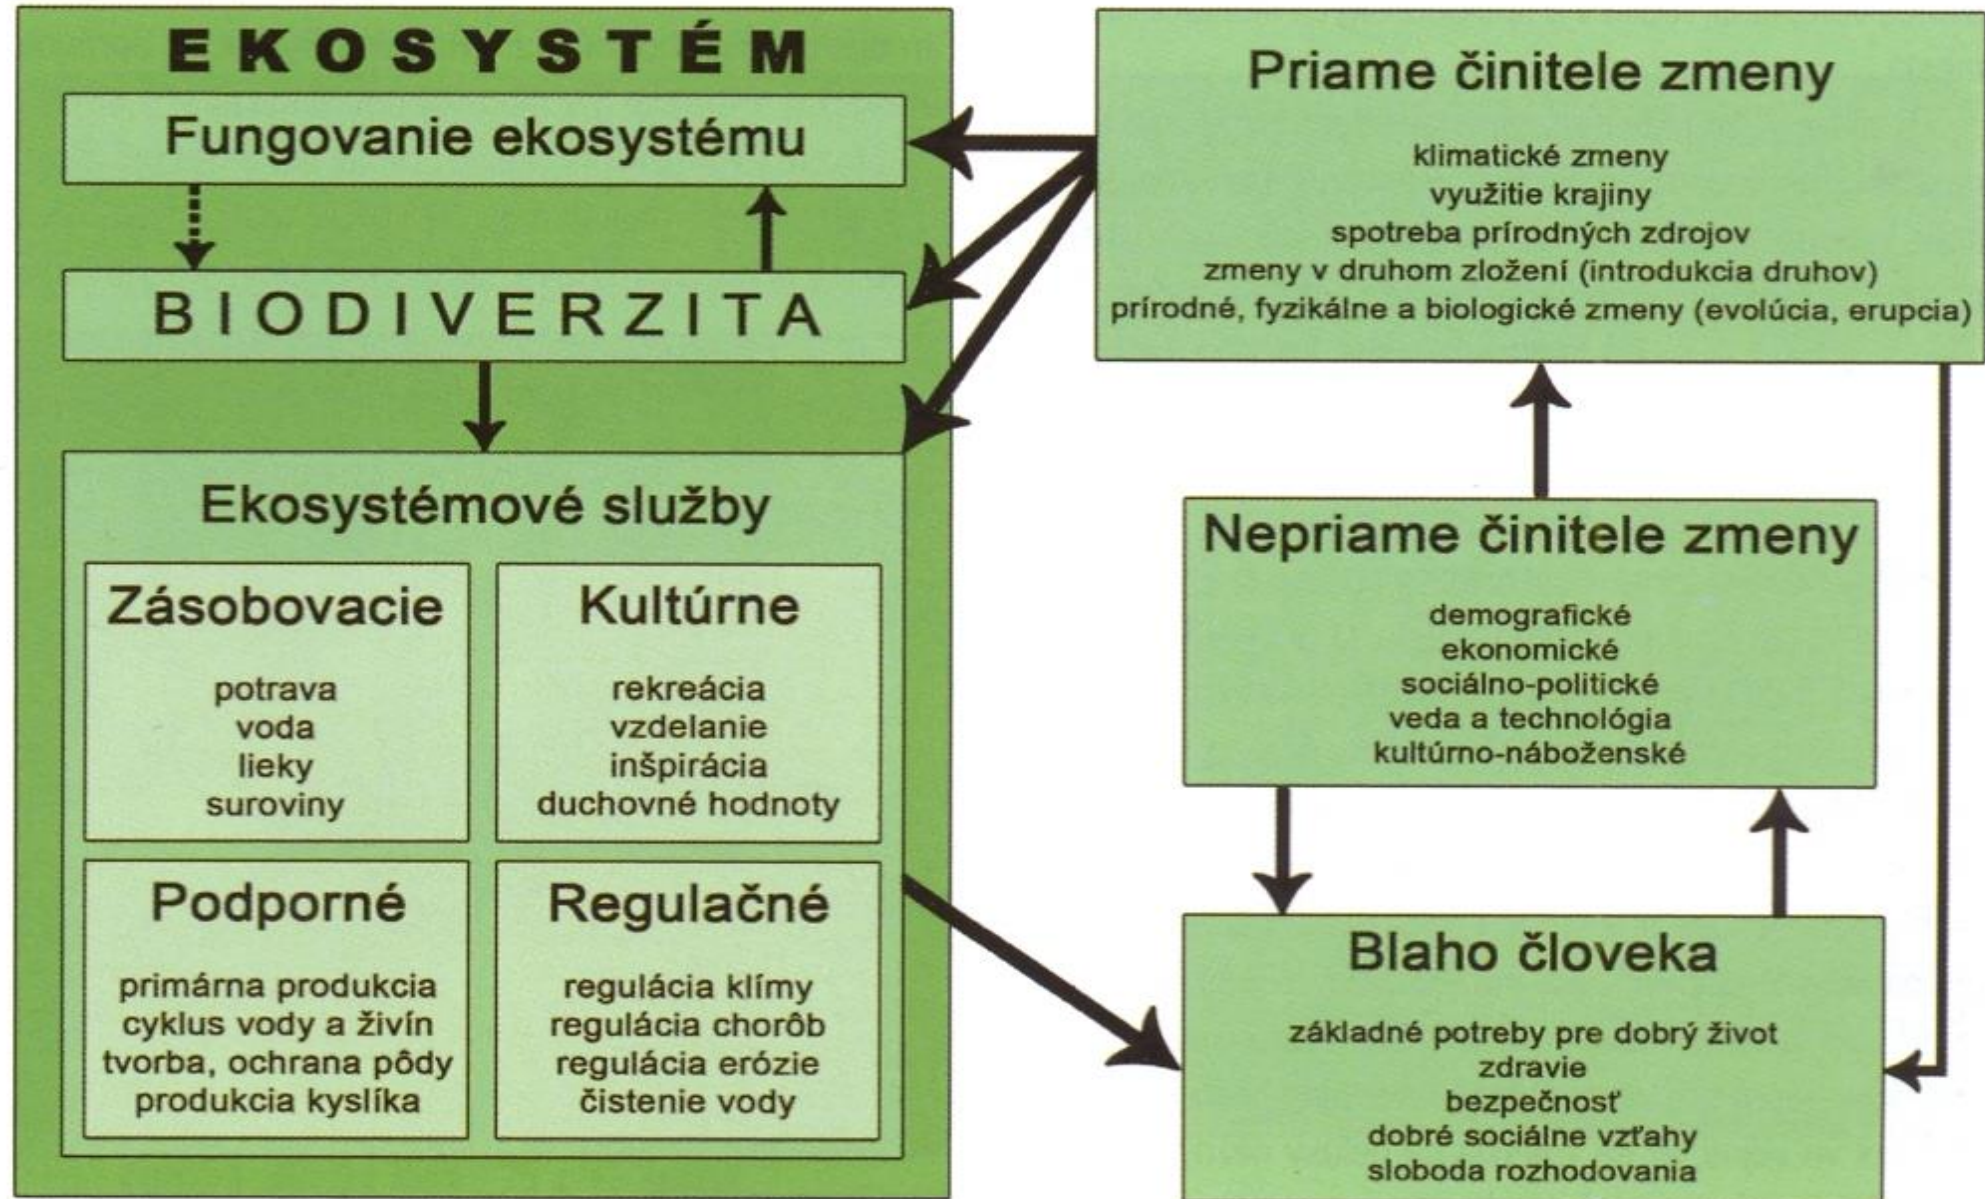 EKOSYSTÉM
Fungovanie ekosystému
BIODIVERZITA
Ekosystémové služby
Zásobovacie
potrava
voda
lieky
suroviny
Kultúrne
rekreácia
vzdelanie
inšpirácia
duchovné hodnoty
Podporné
primárna produkcia
cyklus vody a živín
tvorba, ochrana pôdy
produkcia kyslíka
Regulačné
regulácia klímy
regulácia chorôb
regulácia erózie
čistenie vody
Priame činitele zmeny
klimatické zmeny
využitie krajiny
spotreba prírodných zdrojov
zmeny v druhom zložení (introdukcia druhov)
prírodné, fyzikálne a biologické zmeny (evolúcia, erupcia)
Nepriame činitele zmeny
demografické
ekonomické
sociálno-politické
veda a technológia
kultúrno-náboženské
Blaho človeka
základné potreby pre dobrý život
zdravie
bezpečnosť
dobré sociálne vzťahy
sloboda rozhodovania